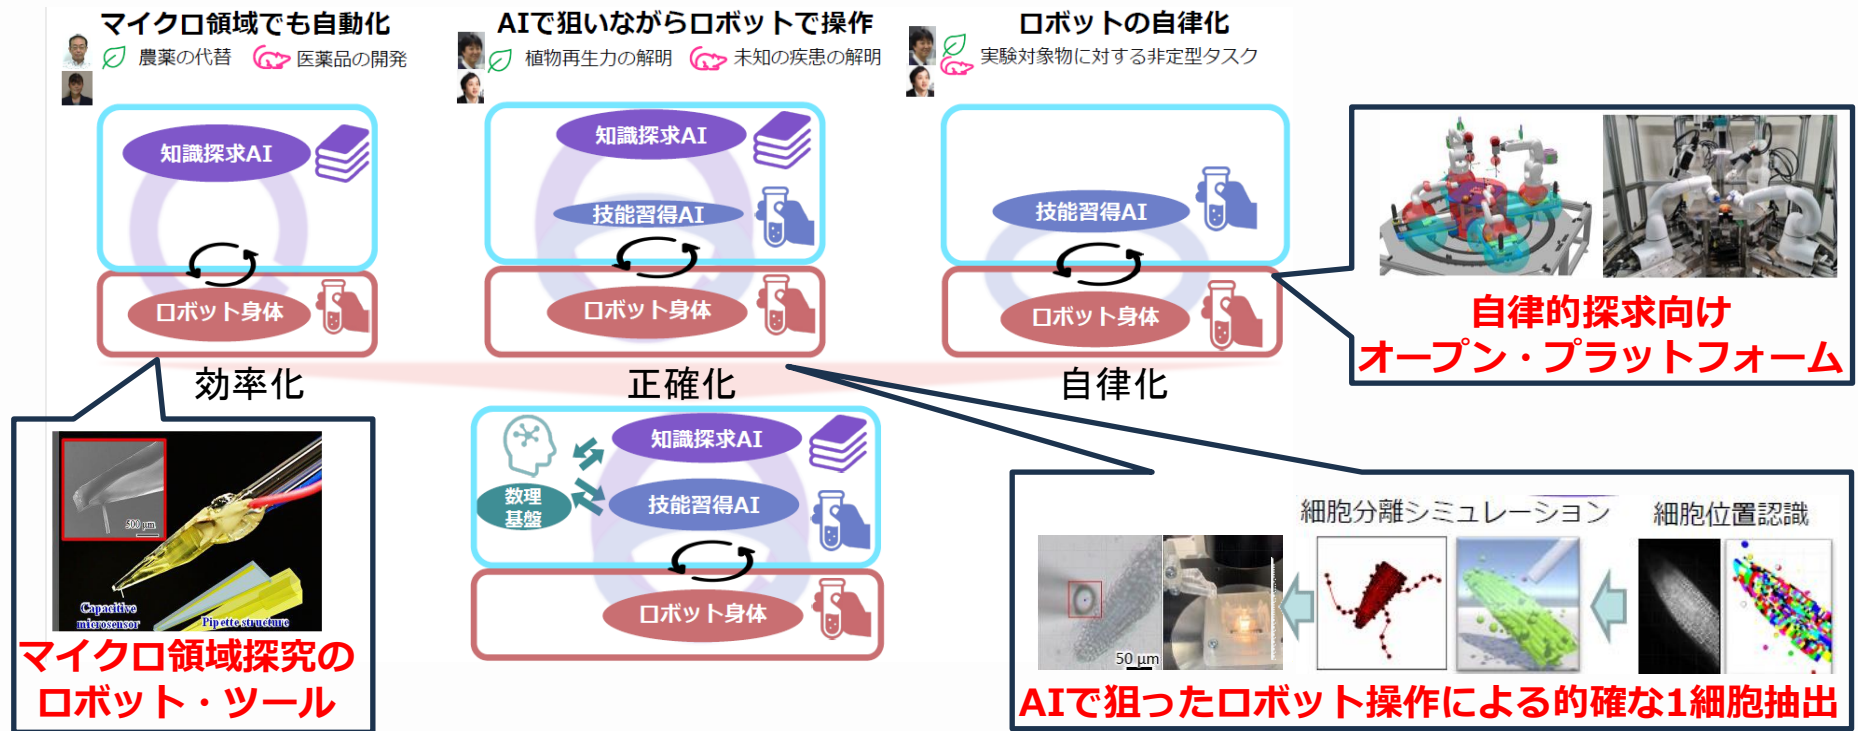 マイクロ領域でも自動化
農薬の代替
医薬品の開発
知識探求AI
ロボット身体
効率化
AIで狙いながらロボットで操作
植物再生力の解明
未知の疾患の解明
知識探求AI
技能習得AI
ロボット身体
正確化
ロボットの自律化
実験対象物に対する非定型タスク
技能習得AI
ロボット身体
自律化
自律的探求向け
オープン・プラットフォーム
数理
基盤
知識探求AI
技能習得AI
ロボット身体
500 μm
Capacitive
microsensor
Pipette structure
マイクロ領域探究の
ロボット・ツール
細胞分離シミュレーション
細胞位置認識
50 μm
AIで狙ったロボット操作による的確な1細胞抽出